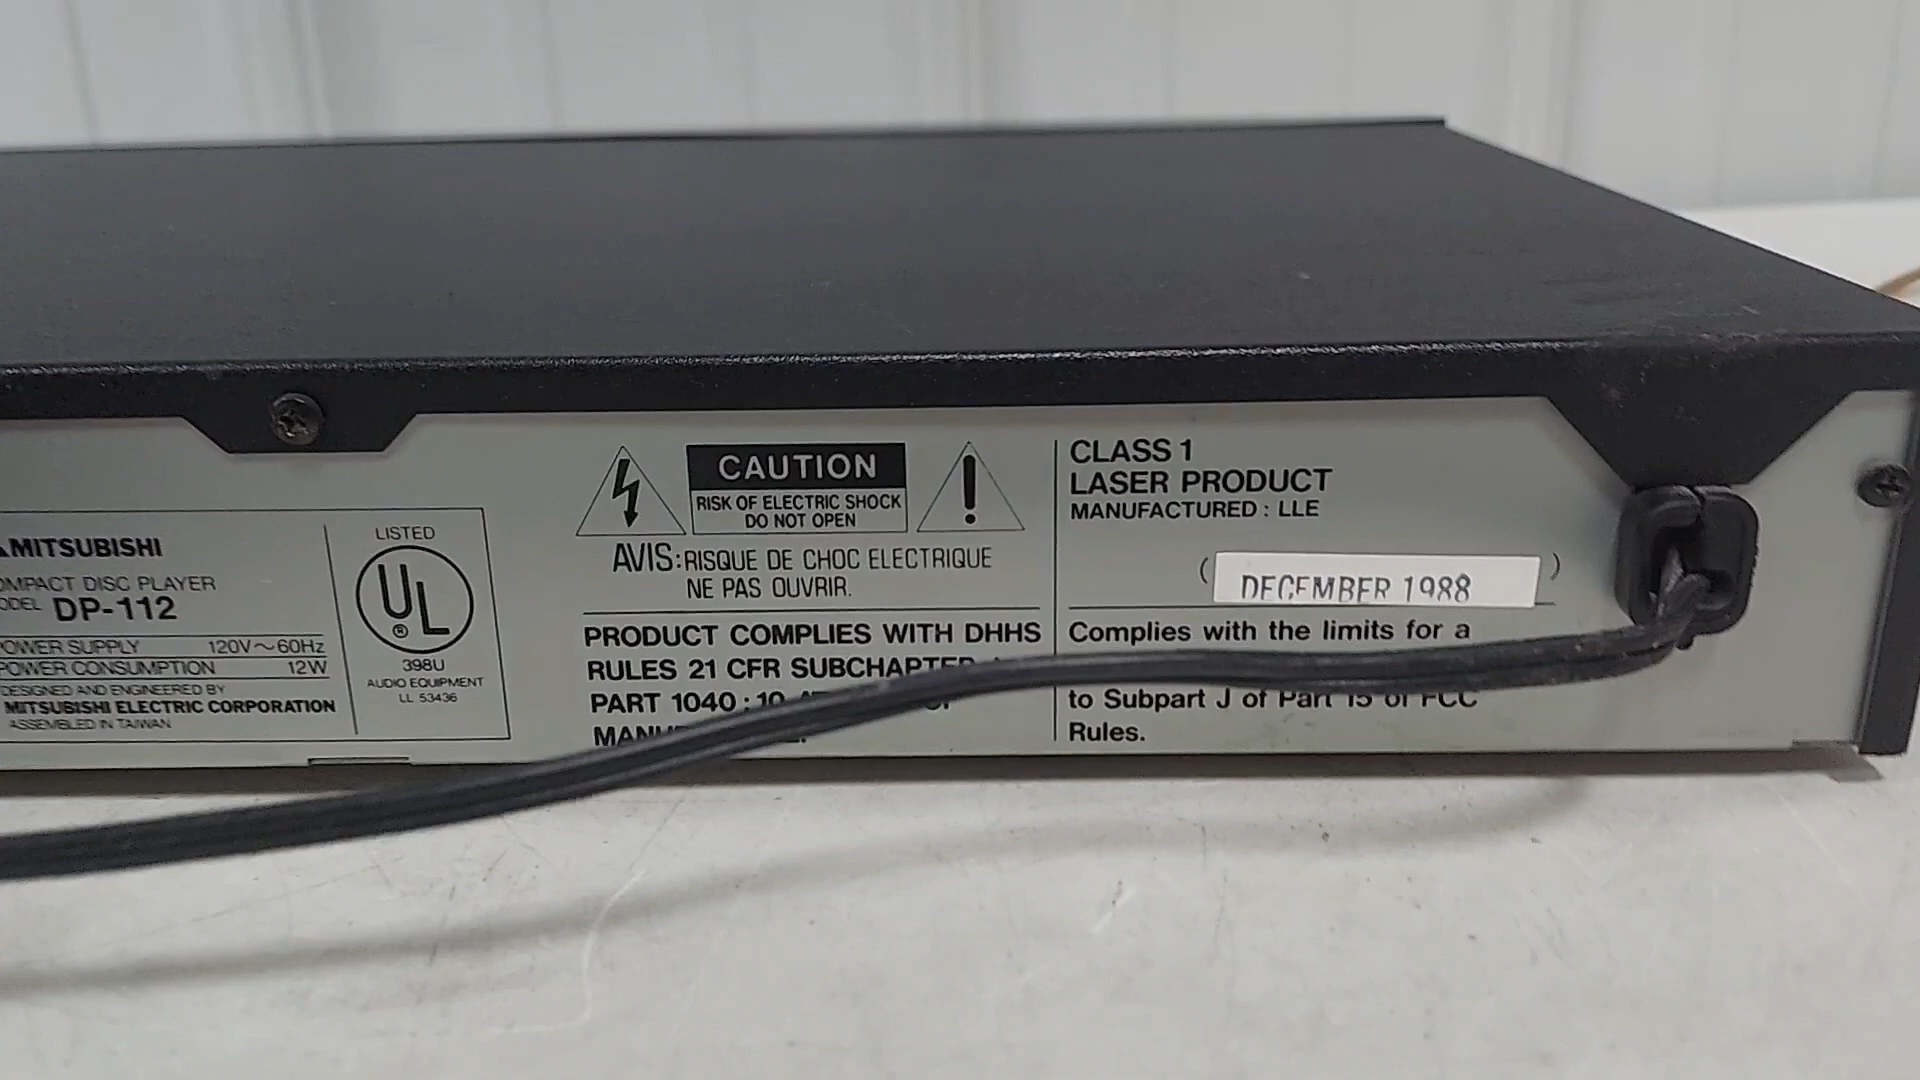 MITSUBISHI
OMPACT DISC PLAYER
ODEL DP-112
POWER SUPPLY 120V~60Hz
POWER CONSUMPTION 12W
DESIGNED AND ENGINEERED BY
MITSUBISHI ELECTRIC CORPORATION
ASSEMBLED IN TAIWAN
LISTED
UL
®
398U
AUDIO EQUIPMENT
LL 53436
CAUTION
RISK OF ELECTRIC SHOCK
DO NOT OPEN
AVIS: RISQUE DE CHOC ELECTRIQUE
NE PAS OUVRIR.
PRODUCT COMPLIES WITH DHHS
RULES 21 CFR SUBCHAPTER
PART 1040:10
CLASS 1
LASER PRODUCT
MANUFACTURED : LLE
( DECEMBER 1988 )
Complies with the limits for a
to Subpart J of Part 15 of FCC
Rules.